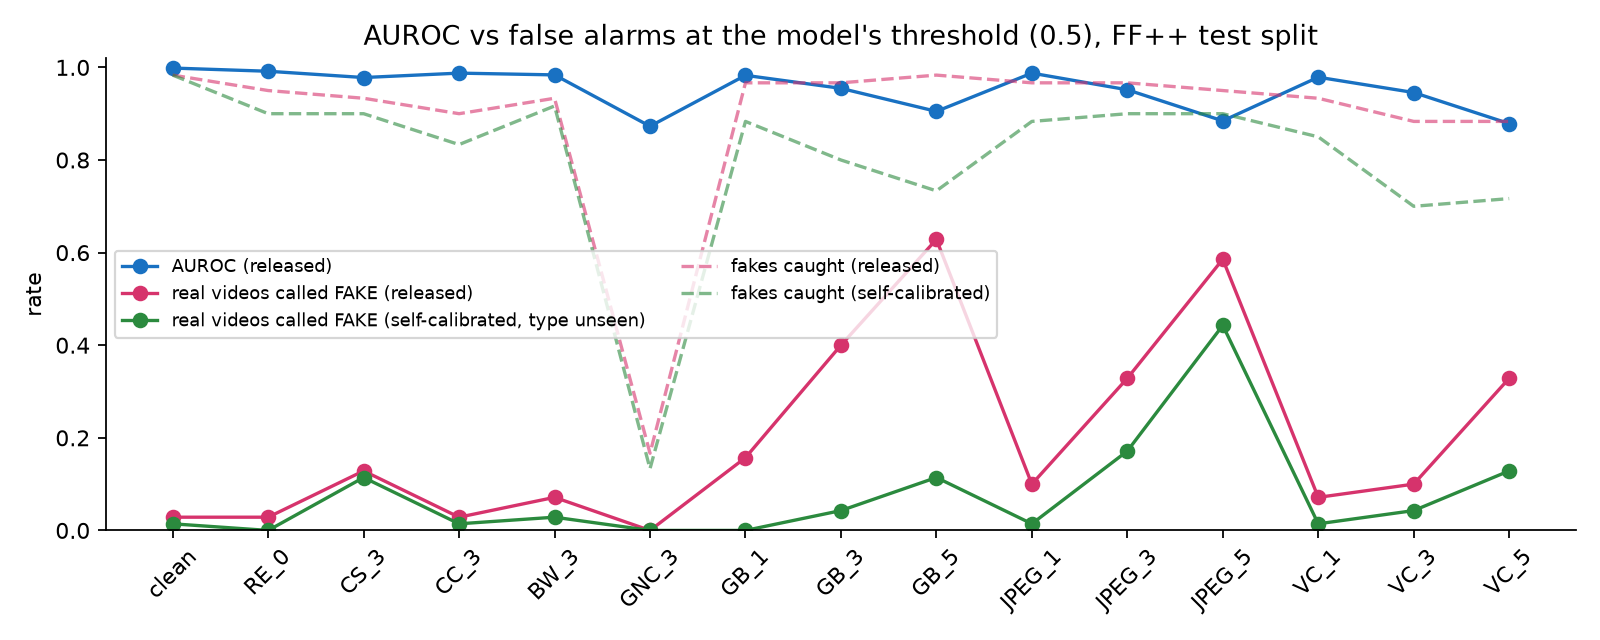 AUROC vs false alarms at the model's threshold (0.5), FF++ test split
rate
1.0
0.8
0.6
0.4
0.2
0.0
AUROC (released)
real videos called FAKE (released)
real videos called FAKE (self-calibrated, type unseen)
fakes caught (released)
fakes caught (self-calibrated)
clean
RE_0
CS_3
CC_3
BW_3
GNC_3
GB_1
GB_3
GB_5
JPEG_1
JPEG_3
JPEG_5
VC_1
VC_3
VC_5